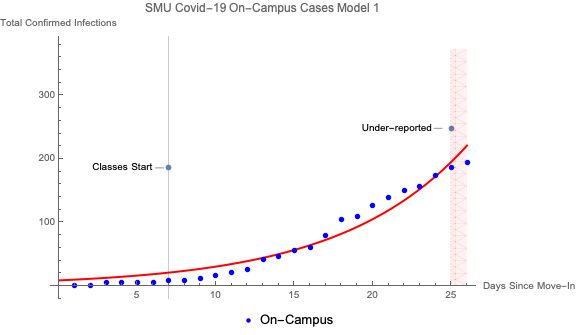 SMU Covid-19 On-Campus Cases Model 1
Total Confirmed Infections
300
Under-reported
200
Classes Start
100
Days Since Move-In
5 10 15 20 25
On-Campus